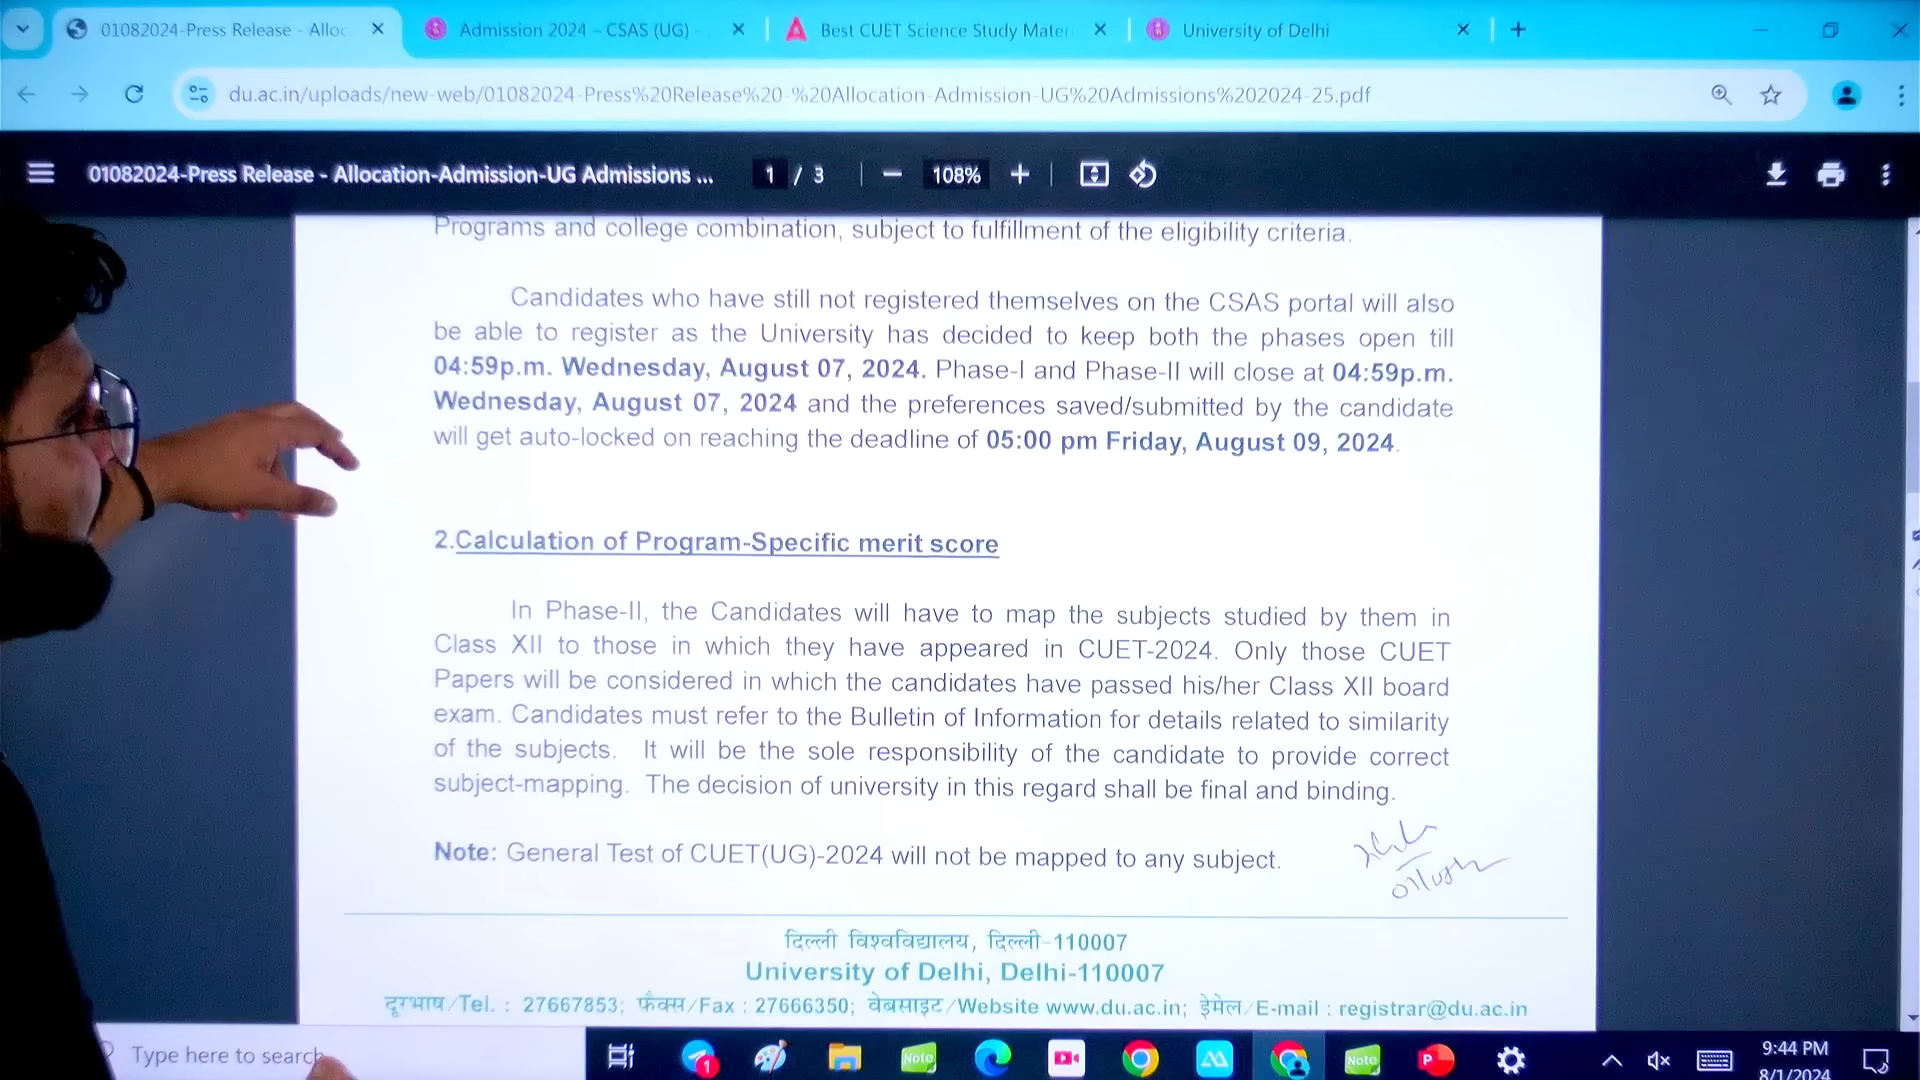 01082024-Press Release - Alloc
Admission 2024 – CSAS (UG) -
Best CUET Science Study Mater
University of Delhi
du.ac.in/uploads/new-web/01082024-Press%20Release%20-%20Allocation-Admission-UG%20Admissions%202024-25.pdf
01082024-Press Release - Allocation-Admission-UG Admissions ...
1 / 3
108%
Programs and college combination, subject to fulfillment of the eligibility criteria.
Candidates who have still not registered themselves on the CSAS portal will also
be able to register as the University has decided to keep both the phases open till
04:59p.m. Wednesday, August 07, 2024. Phase-I and Phase-II will close at 04:59p.m.
Wednesday, August 07, 2024 and the preferences saved/submitted by the candidate
will get auto-locked on reaching the deadline of 05:00 pm Friday, August 09, 2024.
2.Calculation of Program-Specific merit score
In Phase-II, the Candidates will have to map the subjects studied by them in
Class XII to those in which they have appeared in CUET-2024. Only those CUET
Papers will be considered in which the candidates have passed his/her Class XII board
exam. Candidates must refer to the Bulletin of Information for details related to similarity
of the subjects. It will be the sole responsibility of the candidate to provide correct
subject-mapping. The decision of university in this regard shall be final and binding.
Note: General Test of CUET(UG)-2024 will not be mapped to any subject.
दिल्ली विश्वविद्यालय, दिल्ली-110007
University of Delhi, Delhi-110007
दूरभाष/Tel. : 27667853; फैक्स/Fax : 27666350; वेबसाइट/Website www.du.ac.in; ईमेल/E-mail : registrar@du.ac.in
Type here to search
1
Note
Note
P
9:44 PM
8/1/2024